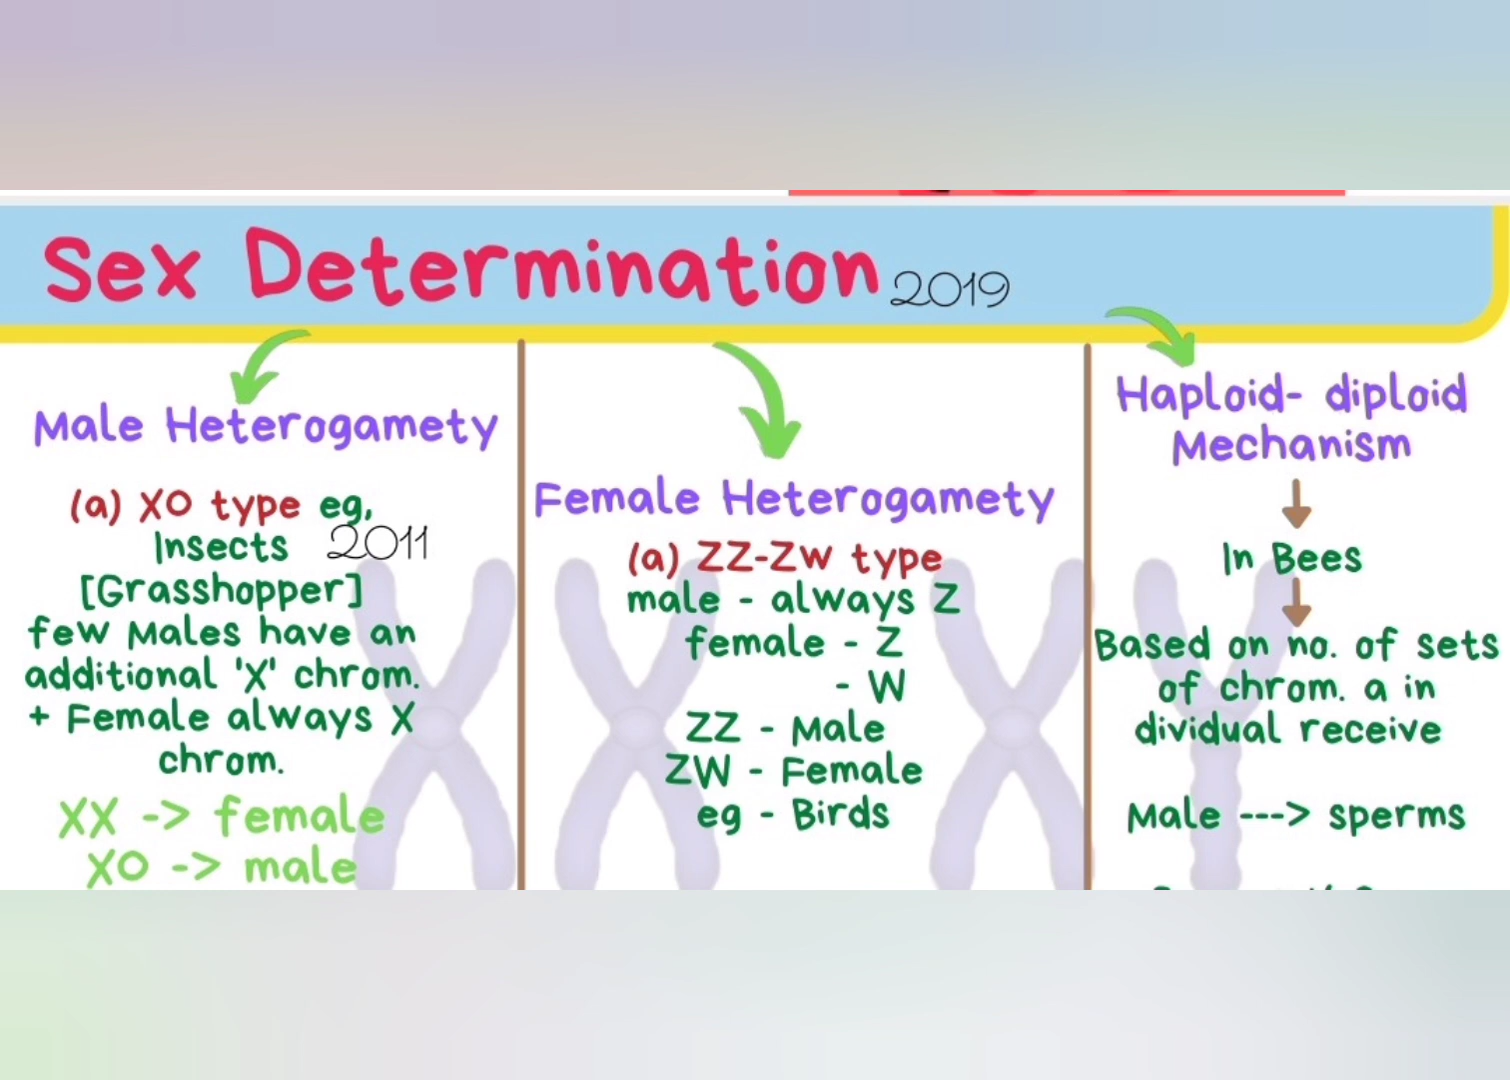 Sex Determination 2019
Male Heterogamety
(a) XO type eg,
Insects 2011
[Grasshopper]
few Males have an
additional 'X' chrom.
+ Female always X
chrom.
XX -> female
XO -> male
Female Heterogamety
(a) ZZ-ZW type
male - always Z
female - Z
- W
ZZ - Male
ZW - Female
eg - Birds
Haploid- diploid
Mechanism
In Bees
Based on no. of sets
of chrom. a in
dividual receive
Male ---> sperms